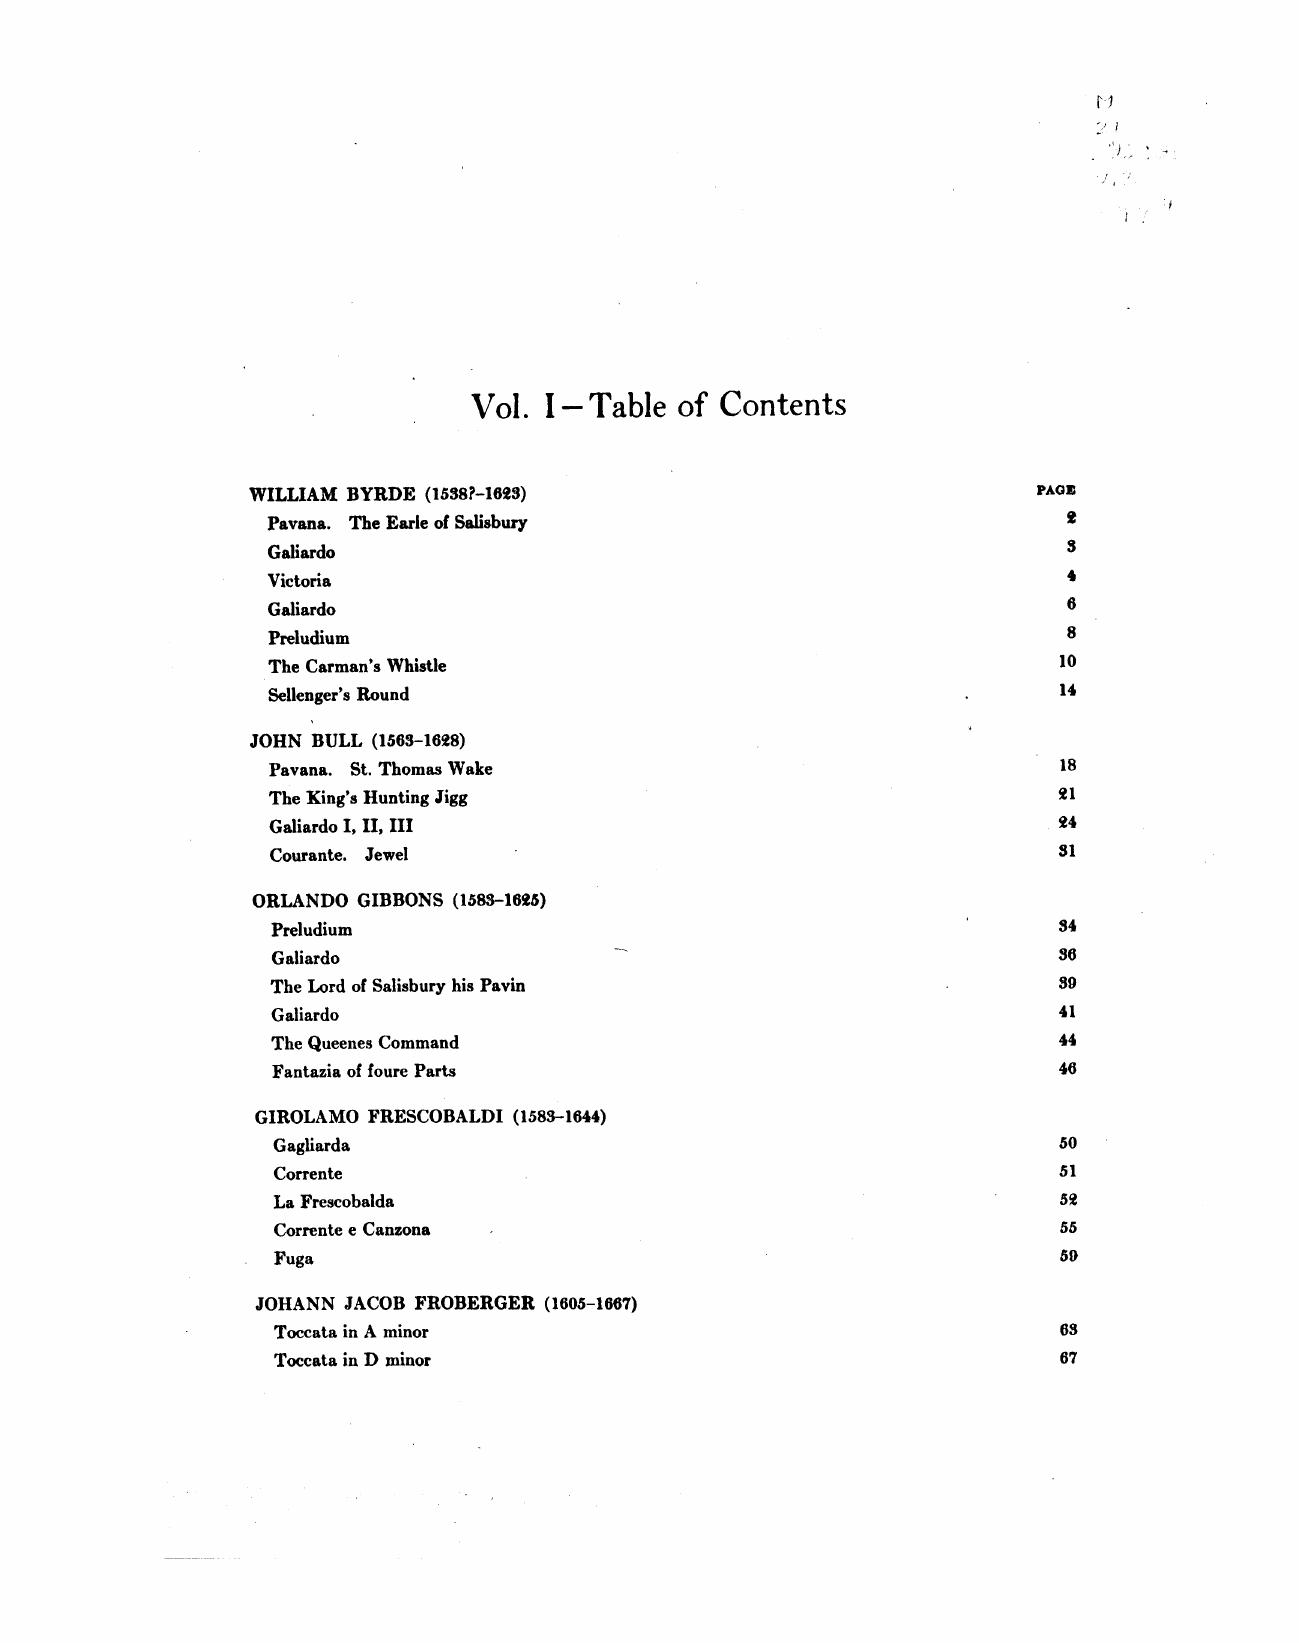 M
Vol. I—Table of Contents
WILLIAM BYRDE (1538?–1623) PAGE
Pavana. The Earle of Salisbury 2
Galiardo 3
Victoria 4
Galiardo 6
Preludium 8
The Carman's Whistle 10
Sellenger's Round 14
JOHN BULL (1563–1628)
Pavana. St. Thomas Wake 18
The King's Hunting Jigg 21
Galiardo I, II, III 24
Courante. Jewel 31
ORLANDO GIBBONS (1583–1625)
Preludium 34
Galiardo 36
The Lord of Salisbury his Pavin 39
Galiardo 41
The Queenes Command 44
Fantazia of foure Parts 46
GIROLAMO FRESCOBALDI (1583–1644)
Gagliarda 50
Corrente 51
La Frescobalda 52
Corrente e Canzona 55
Fuga 59
JOHANN JACOB FROBERGER (1605–1667)
Toccata in A minor 63
Toccata in D minor 67